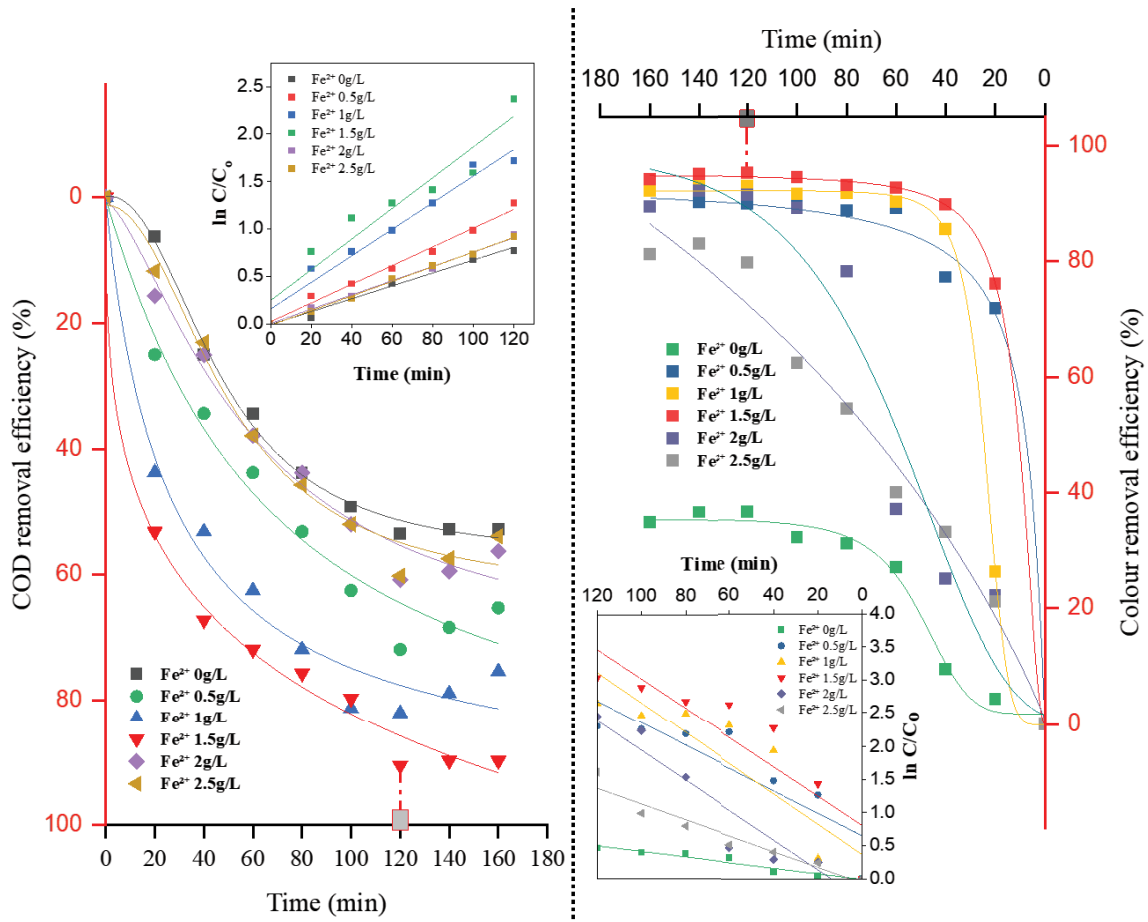 COD removal efficiency (%)
0
20
40
60
80
100
0 20 40 60 80 100 120 140 160 180
Time (min)
Fe²⁺ 0g/L
Fe²⁺ 0.5g/L
Fe²⁺ 1g/L
Fe²⁺ 1.5g/L
Fe²⁺ 2g/L
Fe²⁺ 2.5g/L
ln C/Cₒ
2.5
2.0
1.5
1.0
0.5
0.0
0 20 40 60 80 100 120
Time (min)
Fe²⁺ 0g/L
Fe²⁺ 0.5g/L
Fe²⁺ 1g/L
Fe²⁺ 1.5g/L
Fe²⁺ 2g/L
Fe²⁺ 2.5g/L
Time (min)
180 160 140 120 100 80 60 40 20 0
100
80
60
40
20
0
Colour removal efficiency (%)
Fe²⁺ 0g/L
Fe²⁺ 0.5g/L
Fe²⁺ 1g/L
Fe²⁺ 1.5g/L
Fe²⁺ 2g/L
Fe²⁺ 2.5g/L
Time (min)
120 100 80 60 40 20 0
4.0
3.5
3.0
2.5
2.0
1.5
1.0
0.5
0.0
ln C/Co
Fe²⁺ 0g/L
Fe²⁺ 0.5g/L
Fe²⁺ 1g/L
Fe²⁺ 1.5g/L
Fe²⁺ 2g/L
Fe²⁺ 2.5g/L